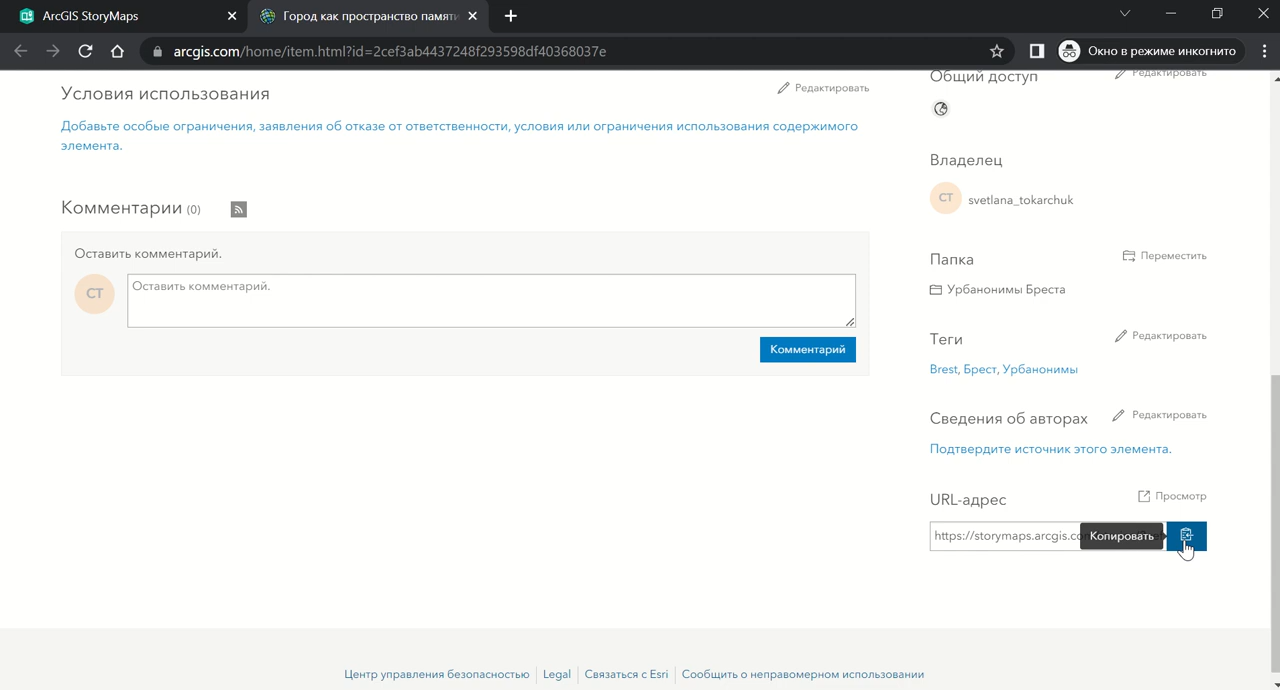 ArcGIS StoryMaps
Город как пространство памяти
arcgis.com/home/item.html?id=2cef3ab4437248f293598df40368037e
Окно в режиме инкогнито
Условия использования
Редактировать
Добавьте особые ограничения, заявления об отказе от ответственности, условия или ограничения использования содержимого
элемента.
Комментарии (0)
Оставить комментарий.
СТ
Оставить комментарий.
Комментарий
Общий доступ
Редактировать
Владелец
СТ
svetlana_tokarchuk
Папка
Переместить
Урбанонимы Бреста
Теги
Редактировать
Brest, Брест, Урбанонимы
Сведения об авторах
Редактировать
Подтвердите источник этого элемента.
URL-адрес
Просмотр
https://storymaps.arcgis.co
Копировать
Центр управления безопасностью
Legal
Связаться с Esri
Сообщить о неправомерном использовании